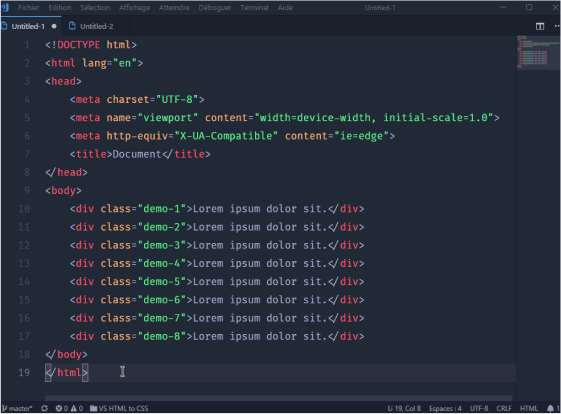 Fichier Edition Sélection Affichage Atteindre Déboguer Terminal Aide Untitled-1
Untitled-1 Untitled-2
1 <!DOCTYPE html>
2 <html lang="en">
3 <head>
4 <meta charset="UTF-8">
5 <meta name="viewport" content="width=device-width, initial-scale=1.0">
6 <meta http-equiv="X-UA-Compatible" content="ie=edge">
7 <title>Document</title>
8 </head>
9 <body>
10 <div class="demo-1">Lorem ipsum dolor sit.</div>
11 <div class="demo-2">Lorem ipsum dolor sit.</div>
12 <div class="demo-3">Lorem ipsum dolor sit.</div>
13 <div class="demo-4">Lorem ipsum dolor sit.</div>
14 <div class="demo-5">Lorem ipsum dolor sit.</div>
15 <div class="demo-6">Lorem ipsum dolor sit.</div>
16 <div class="demo-7">Lorem ipsum dolor sit.</div>
17 <div class="demo-8">Lorem ipsum dolor sit.</div>
18 </body>
19 </html>
master* 0 0 VS HTML to CSS Li 19, Col 8 Espaces : 4 UTF-8 CRLF HTML 1